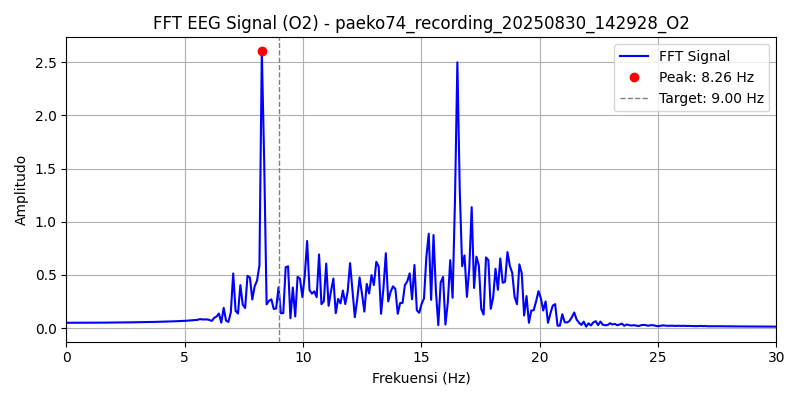 FFT EEG Signal (O2) - paeko74_recording_20250830_142928_O2
FFT Signal
Peak: 8.26 Hz
Target: 9.00 Hz
Amplitudo
2.5
2.0
1.5
1.0
0.5
0.0
0 5 10 15 20 25 30
Frekuensi (Hz)